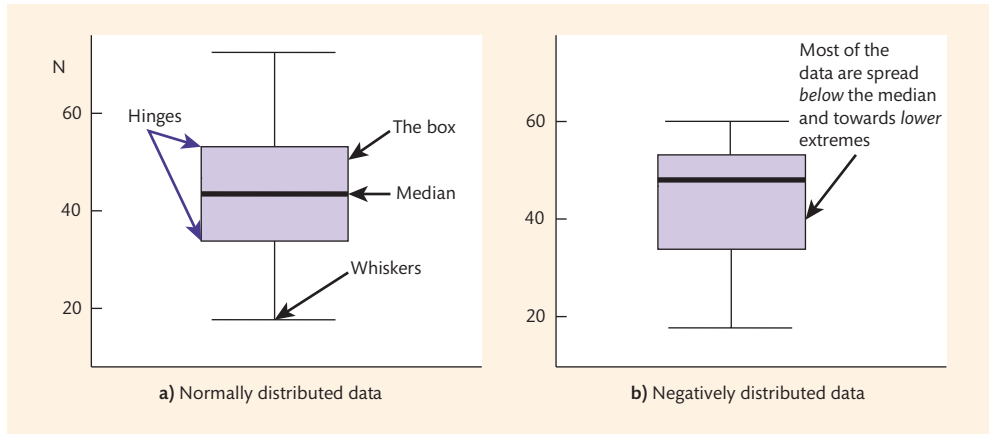 N
60
40
20
Hinges
The box
Median
Whiskers
a) Normally distributed data
60
40
20
Most of the
data are spread
below the median
and towards lower
extremes
b) Negatively distributed data